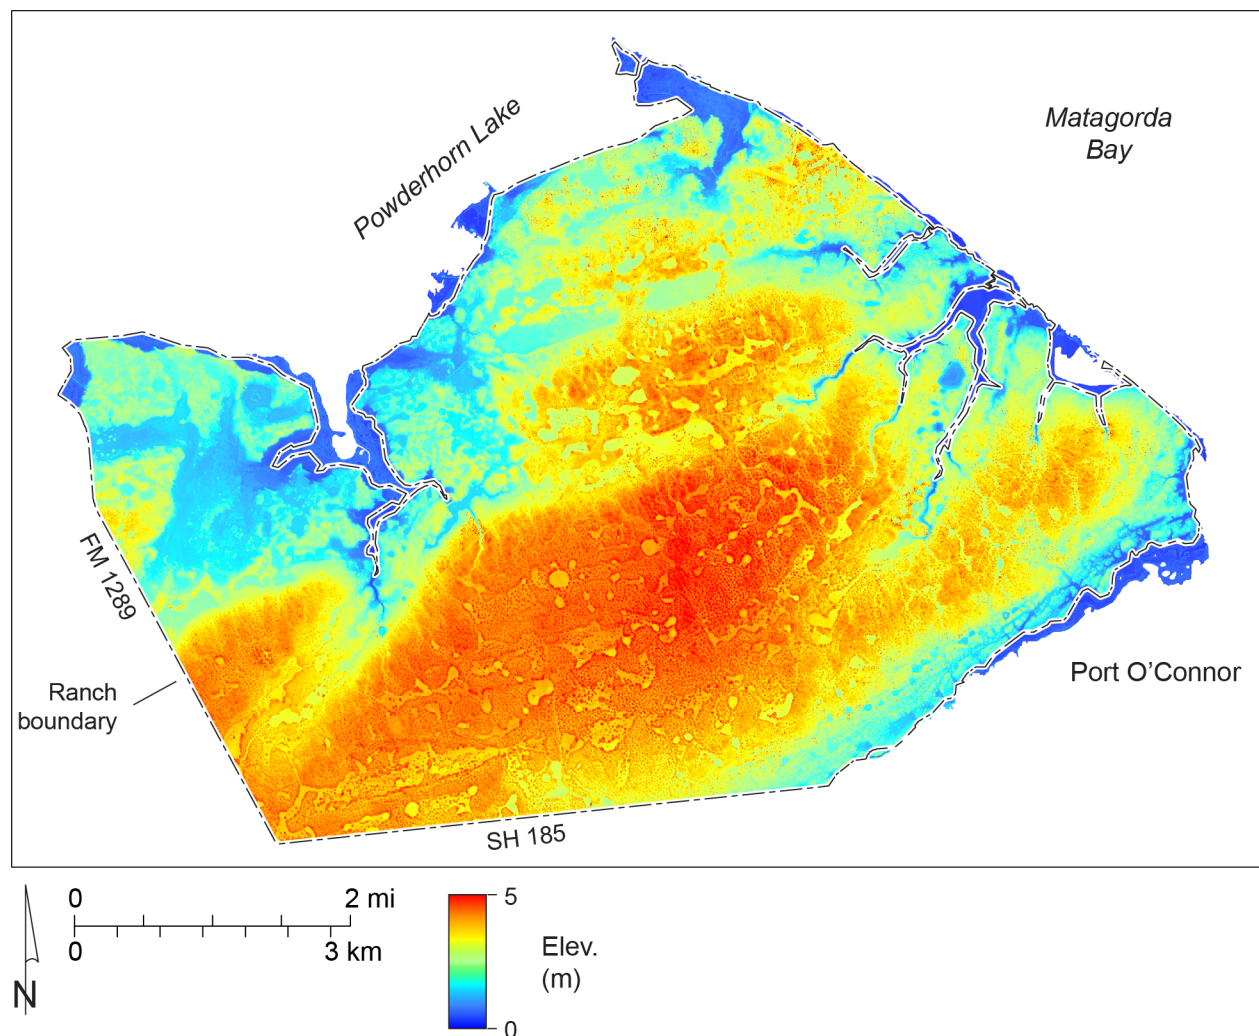 Matagorda
Bay
Powderhorn Lake
FM 1289
Ranch
boundary
Port O’Connor
SH 185
0 2 mi
0 3 km
N
5
Elev.
(m)
0